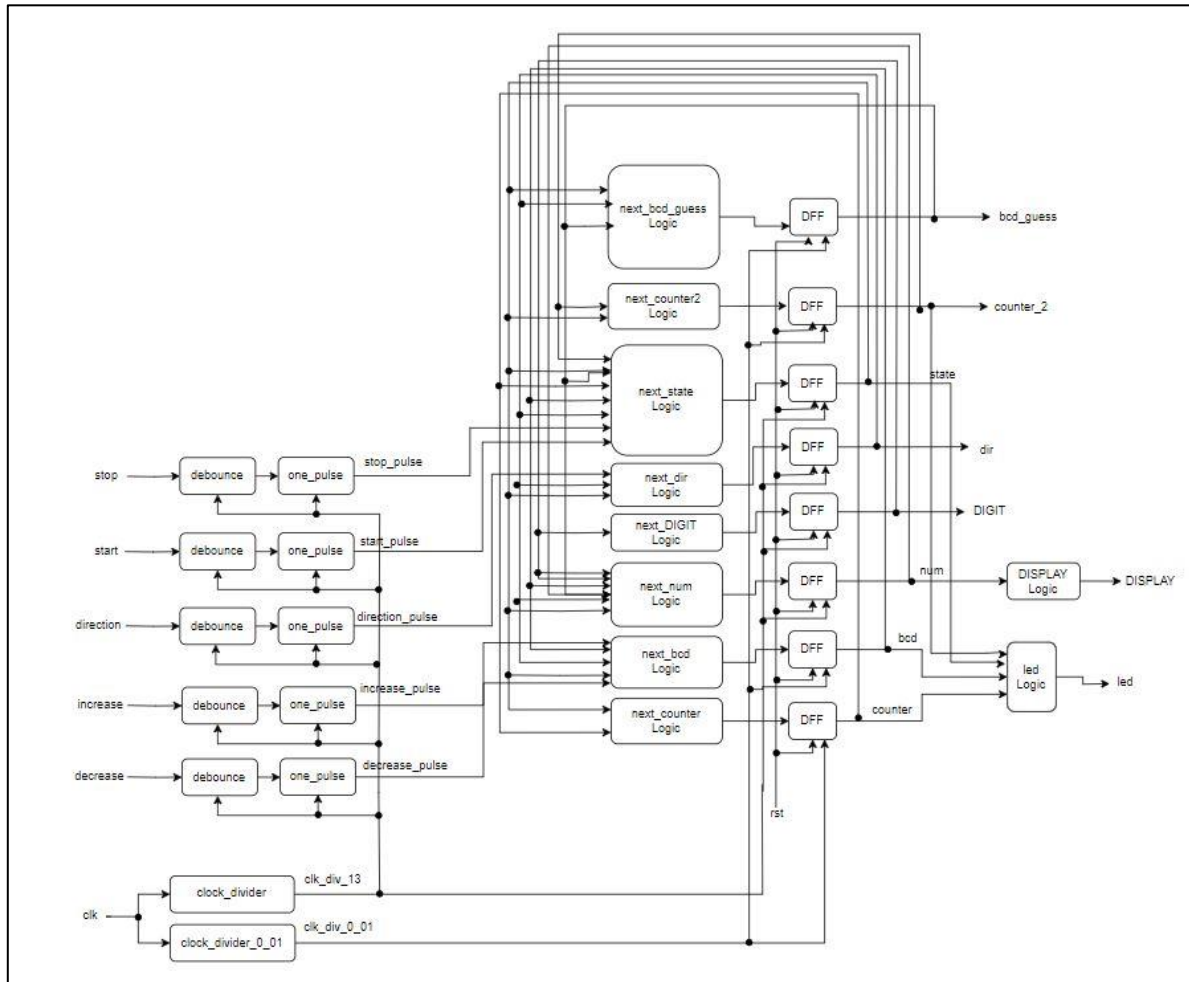 next_bcd_guess
Logic
DFF
bcd_guess
next_counter2
Logic
DFF
counter_2
next_state
Logic
DFF
state
stop
debounce
one_pulse
stop_pulse
next_dir
Logic
DFF
dir
next_DIGIT
Logic
DFF
DIGIT
start
debounce
one_pulse
start_pulse
next_num
Logic
DFF
num
DISPLAY
Logic
DISPLAY
direction
debounce
one_pulse
direction_pulse
next_bcd
Logic
DFF
bcd
led
Logic
led
increase
debounce
one_pulse
increase_pulse
next_counter
Logic
DFF
counter
decrease
debounce
one_pulse
decrease_pulse
rst
clk
clock_divider
clk_div_13
clock_divider_0_01
clk_div_0_01